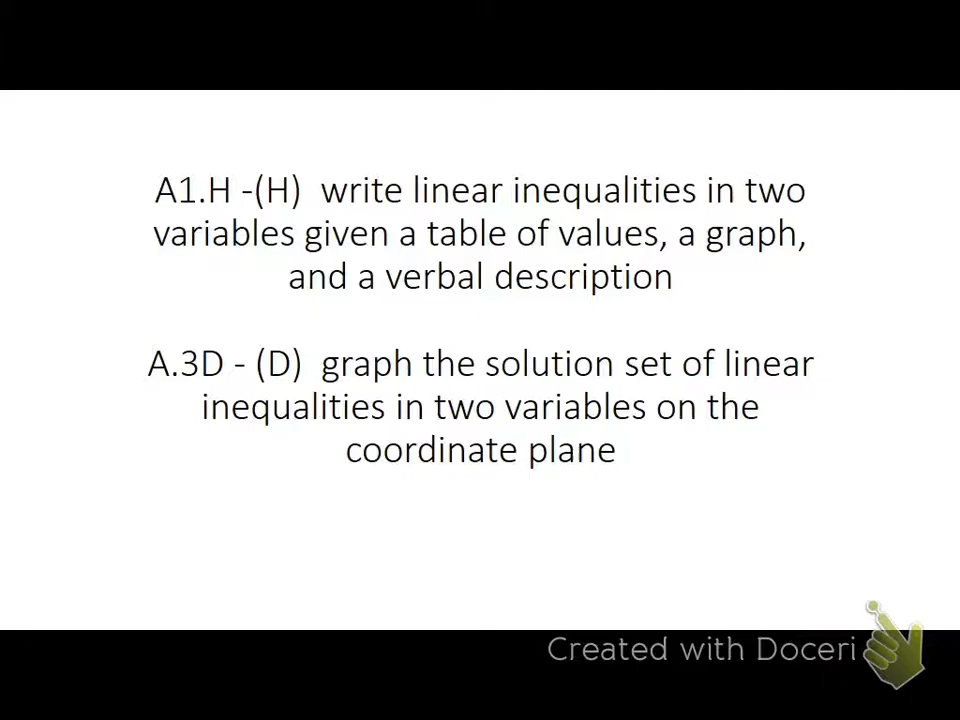 A1.H -(H)  write linear inequalities in two
variables given a table of values, a graph,
and a verbal description
A.3D - (D)  graph the solution set of linear
inequalities in two variables on the
coordinate plane
Created with Doceri